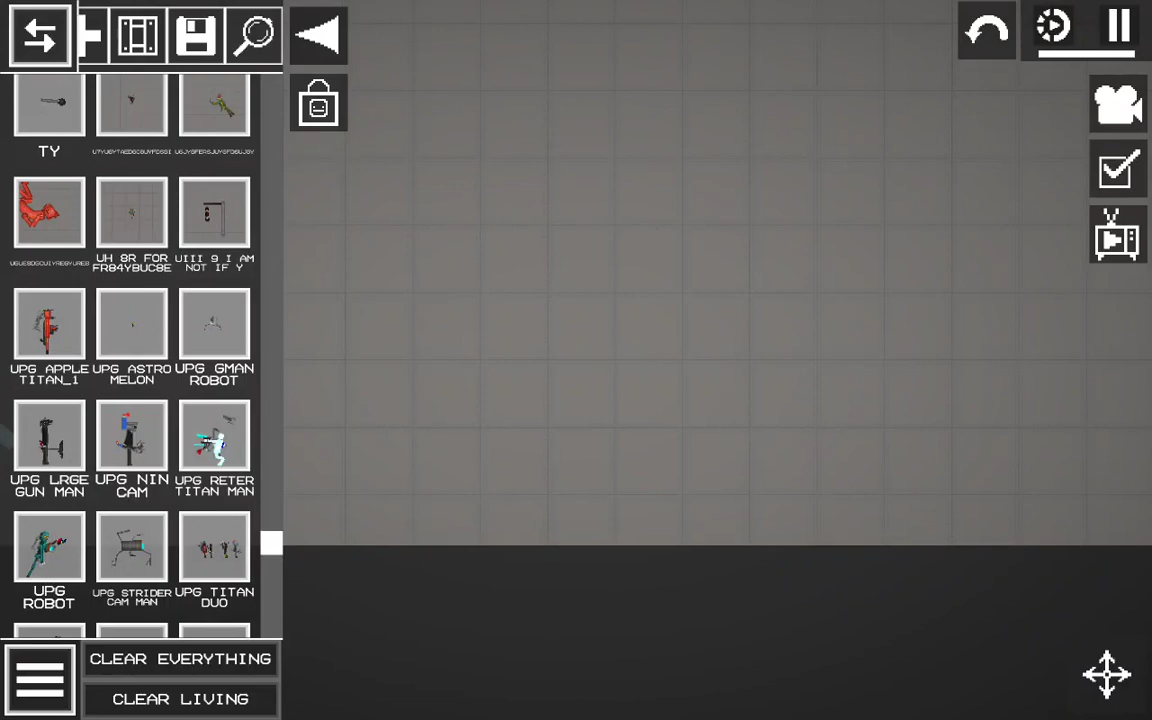 TY
UH 8R FOR
FR84YBUC8E
UIII 9 I AM
NOT IF Y
UPG APPLE
TITAN_1
UPG ASTRO
MELON
UPG GMAN
ROBOT
UPG LRGE
GUN MAN
UPG NIN
CAM
UPG RETER
TITAN MAN
UPG
ROBOT
UPG STRIDER
CAM MAN
UPG TITAN
DUO
CLEAR EVERYTHING
CLEAR LIVING